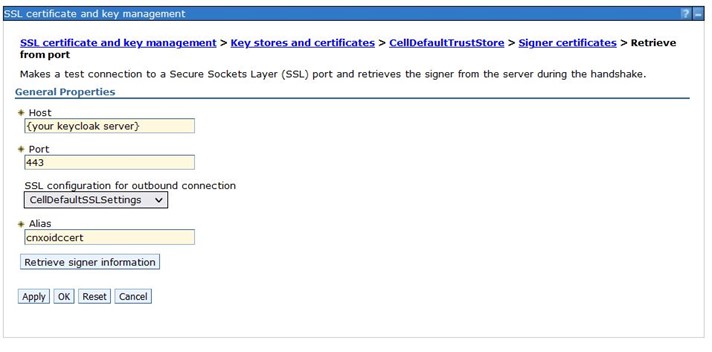 SSL certificate and key management ? –
SSL certificate and key management > Key stores and certificates > CellDefaultTrustStore > Signer certificates > Retrieve
from port
Makes a test connection to a Secure Sockets Layer (SSL) port and retrieves the signer from the server during the handshake.
General Properties
Host
{your keycloak server}
Port
443
SSL configuration for outbound connection
CellDefaultSSLSettings
Alias
cnxoidccert
Retrieve signer information
Apply OK Reset Cancel